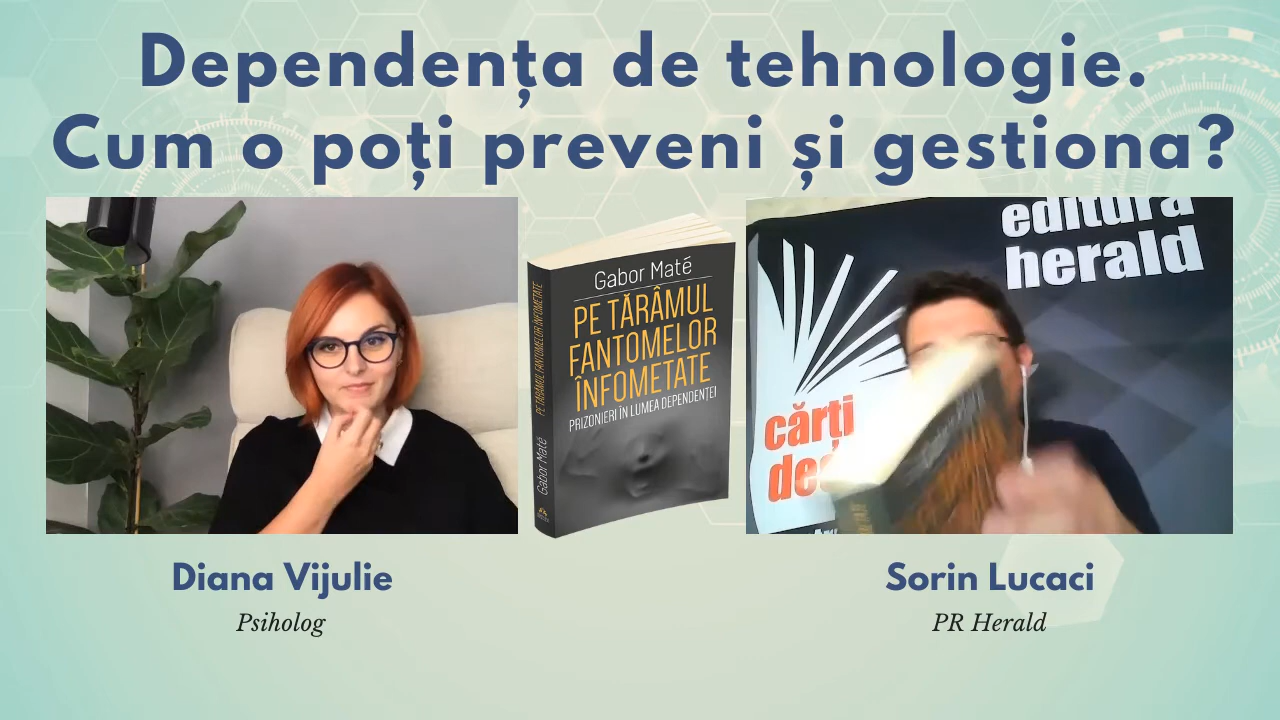 Dependența de tehnologie.
Cum o poți preveni și gestiona?
Gabor Maté
PE TĂRÂMUL
FANTOMELOR
ÎNFOMETATE
PRIZONIERI ÎN LUMEA DEPENDENȚEI
PE TĂRÂMUL FANTOMELOR ÎNFOMETATE
Gabor Maté
editura
herald
cărți
de
Diana Vijulie
Psiholog
Sorin Lucaci
PR Herald